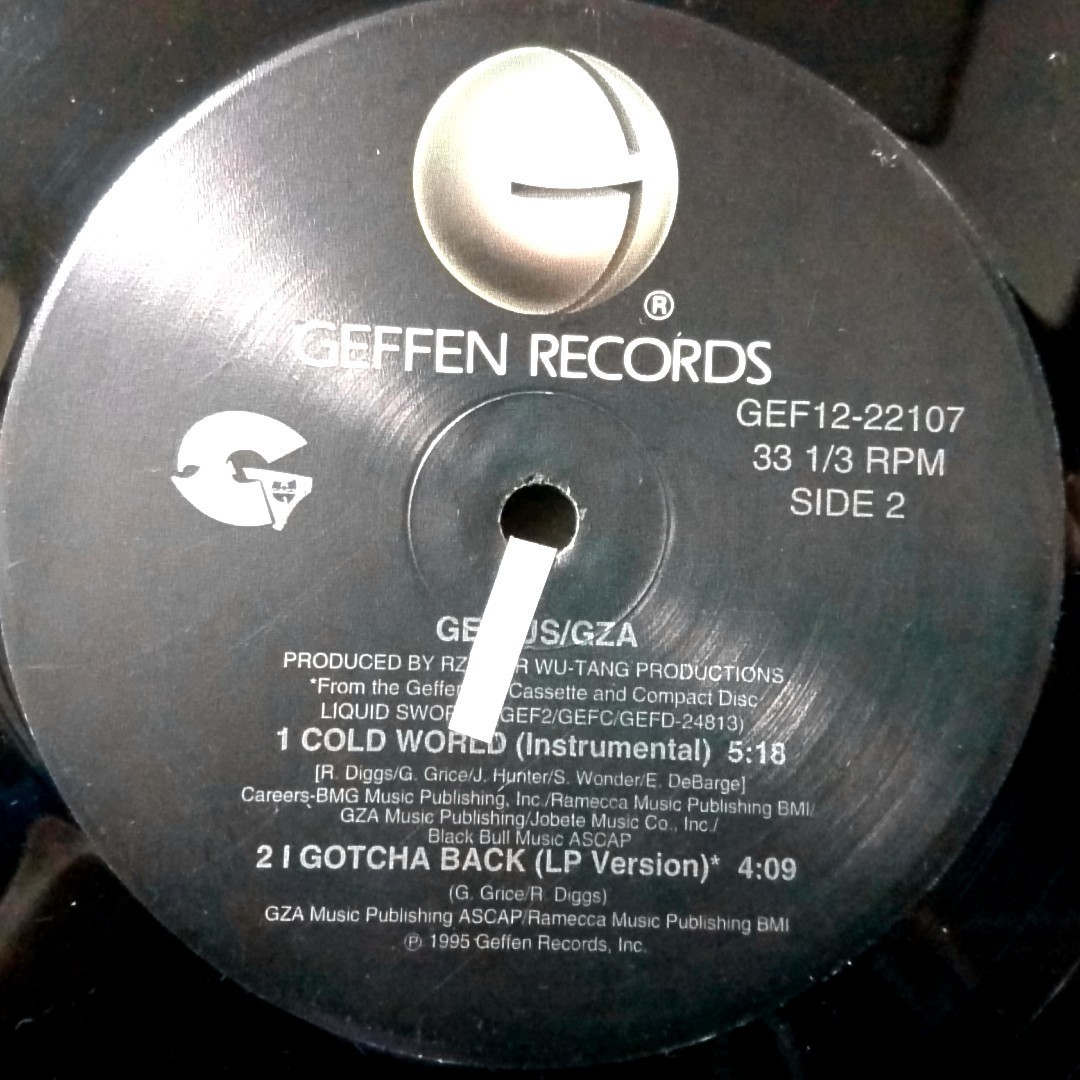 ®
GEFFEN RECORDS
GEF12-22107
33 1/3 RPM
SIDE 2
GE US/GZA
PRODUCED BY RZ R WU-TANG PRODUCTIONS
*From the Geffe Cassette and Compact Disc
LIQUID SWOR GEF2/GEFC/GEFD-24813)
1 COLD WORLD (Instrumental) 5:18
[R. Diggs/G. Grice/J. Hunter/S. Wonder/E. DeBarge]
Careers-BMG Music Publishing, Inc./Ramecca Music Publishing BMI/
GZA Music Publishing/Jobete Music Co., Inc./
Black Bull Music ASCAP
2 I GOTCHA BACK (LP Version)* 4:09
(G. Grice/R. Diggs)
GZA Music Publishing ASCAP/Ramecca Music Publishing BMI
℗ 1995 Geffen Records, Inc.